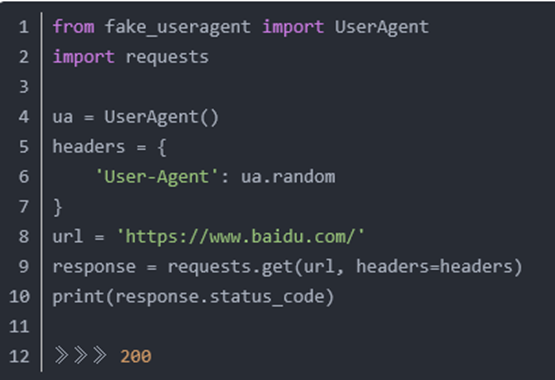 1 from fake_useragent import UserAgent
2 import requests
3
4 ua = UserAgent()
5 headers = {
6     'User-Agent': ua.random
7 }
8 url = 'https://www.baidu.com/'
9 response = requests.get(url, headers=headers)
10 print(response.status_code)
11
12 》》》 200